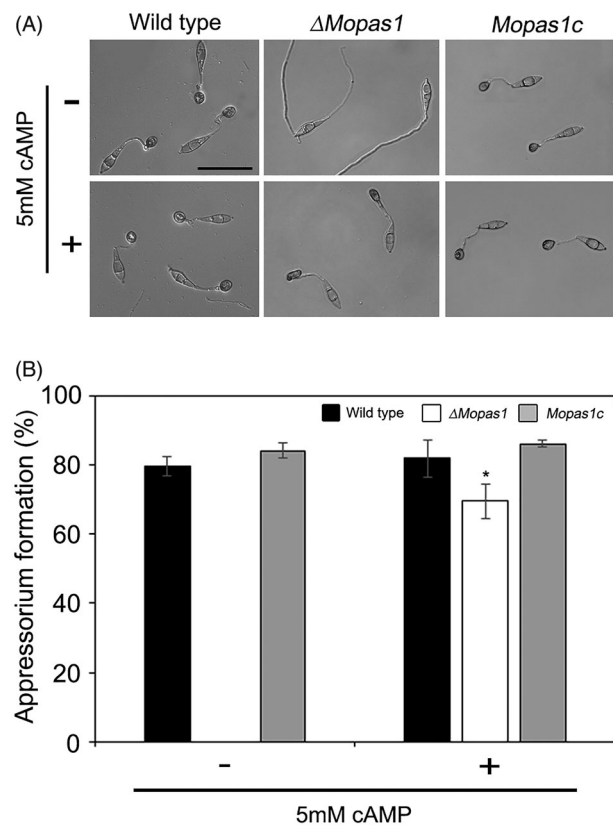 (A)
Wild type ΔMopas1 Mopas1c
5mM cAMP
-
+
(B)
Appressorium formation (%)
100
80
60
40
20
0
Wild type ΔMopas1 Mopas1c
*
- +
5mM cAMP